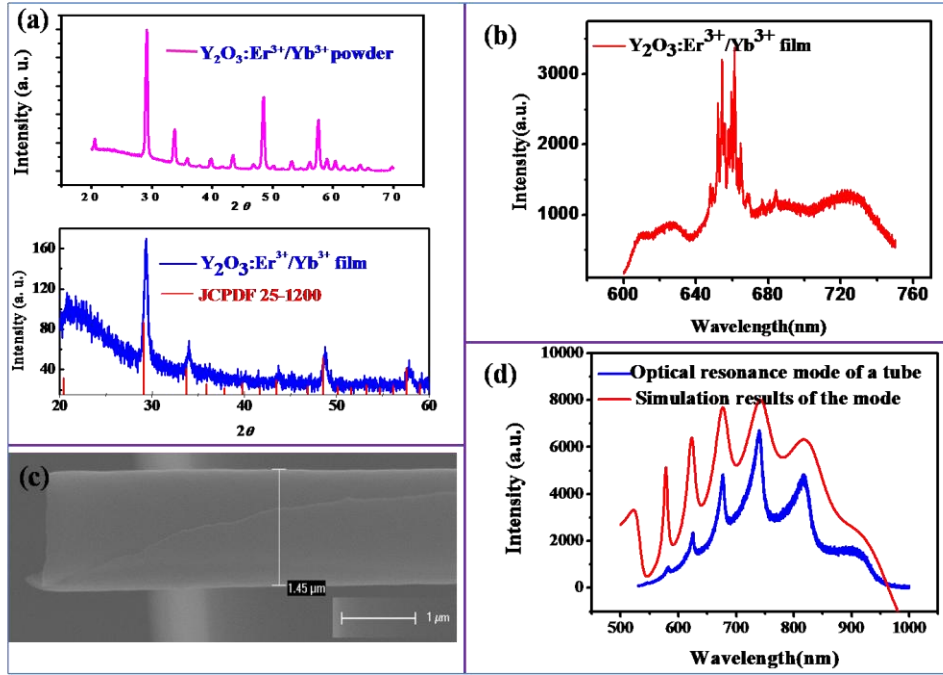 (a)
Y₂O₃:Er³⁺/Yb³⁺ powder
Intensity (a. u.)
20 30 40 50 60 70
2θ
160
120
80
40
Y₂O₃:Er³⁺/Yb³⁺ film
JCPDF 25-1200
Intensity (a. u.)
20 30 40 50 60
2θ
(b)
Y₂O₃:Er³⁺/Yb³⁺ film
3000
2000
1000
0
Intensity(a.u.)
600 640 680 720 760
Wavelength(nm)
(c)
1.45 µm
1 µm
(d)
10000
8000
6000
4000
2000
0
Optical resonance mode of a tube
Simulation results of the mode
Intensity (a.u.)
500 600 700 800 900 1000
Wavelength(nm)